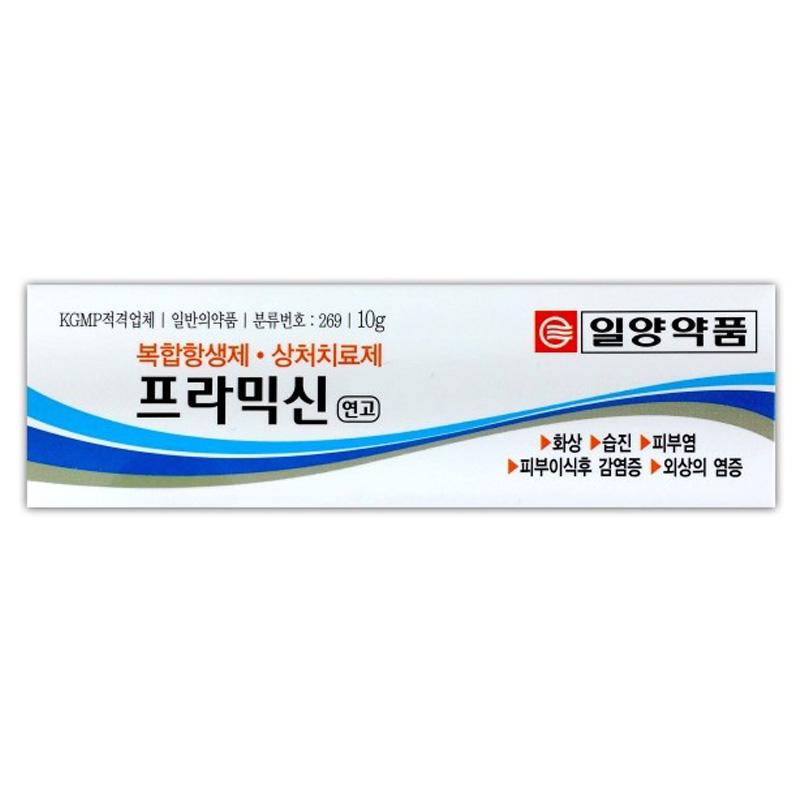 KGMP적격업체 | 일반의약품 | 분류번호 : 269 | 10g
복합항생제 • 상처치료제
프라믹신 연고
일양약품
▶화상 ▶습진 ▶피부염
▶피부이식후 감염증 ▶외상의 염증